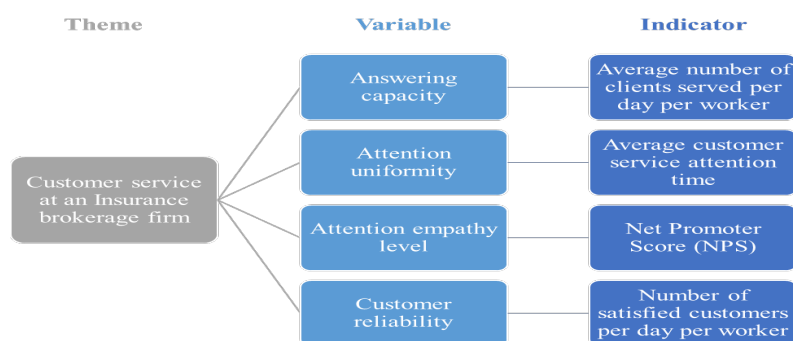 Theme
Variable
Indicator
Answering
capacity
Average number of
clients served per
day per worker
Attention
uniformity
Average customer
service attention
time
Customer service
at an Insurance
brokerage firm
Attention empathy
level
Net Promoter
Score (NPS)
Customer
reliability
Number of
satisfied customers
per day per worker